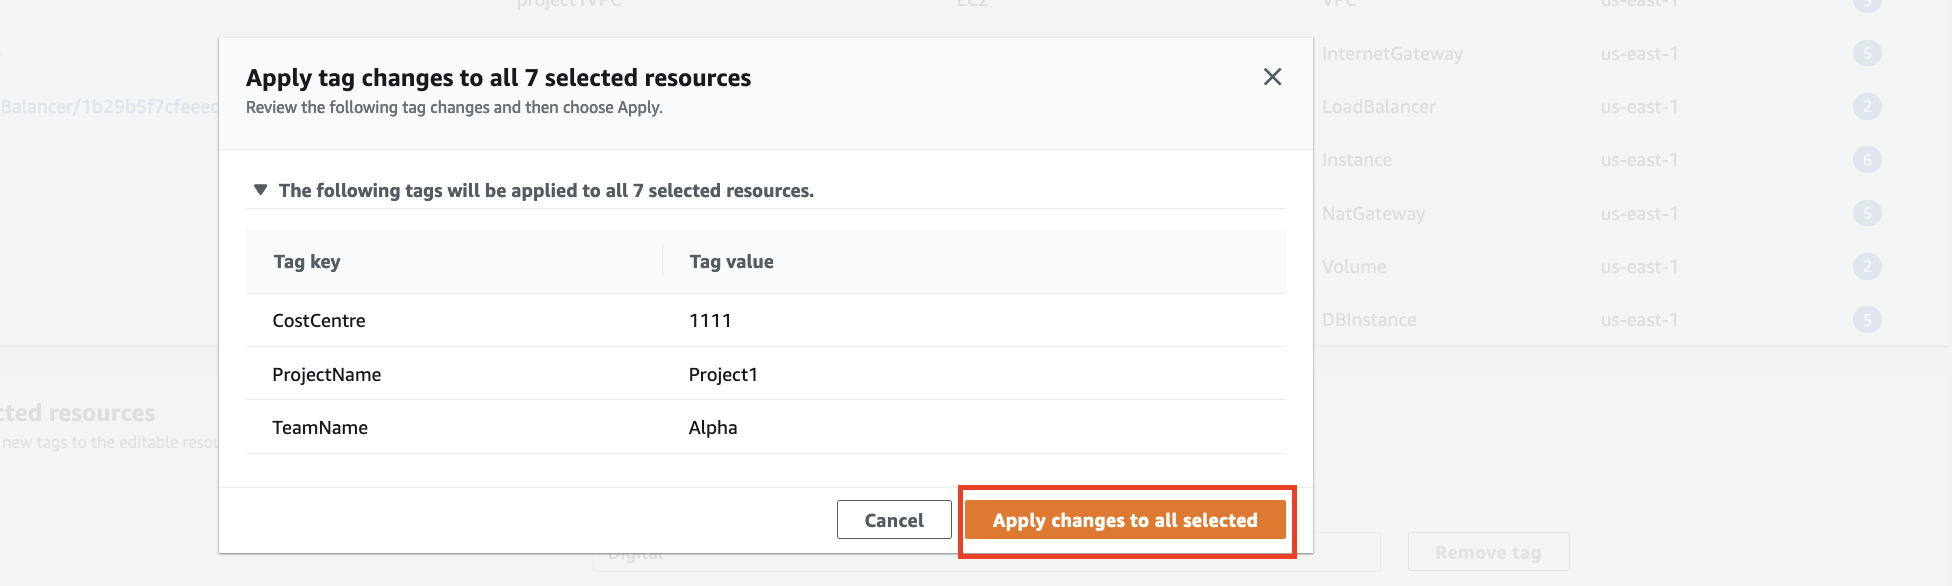 project1VPC EC2 VPC us-east-1 5
InternetGateway us-east-1 5
Balancer/1b29b5f7cfeeec LoadBalancer us-east-1 2
Instance us-east-1 6
NatGateway us-east-1 5
Volume us-east-1 2
DBInstance us-east-1 5
Apply tag changes to all 7 selected resources
Review the following tag changes and then choose Apply.
The following tags will be applied to all 7 selected resources.
Tag key Tag value
CostCentre 1111
ProjectName Project1
TeamName Alpha
Cancel Apply changes to all selected
cted resources
new tags to the editable resou
Digital Remove tag